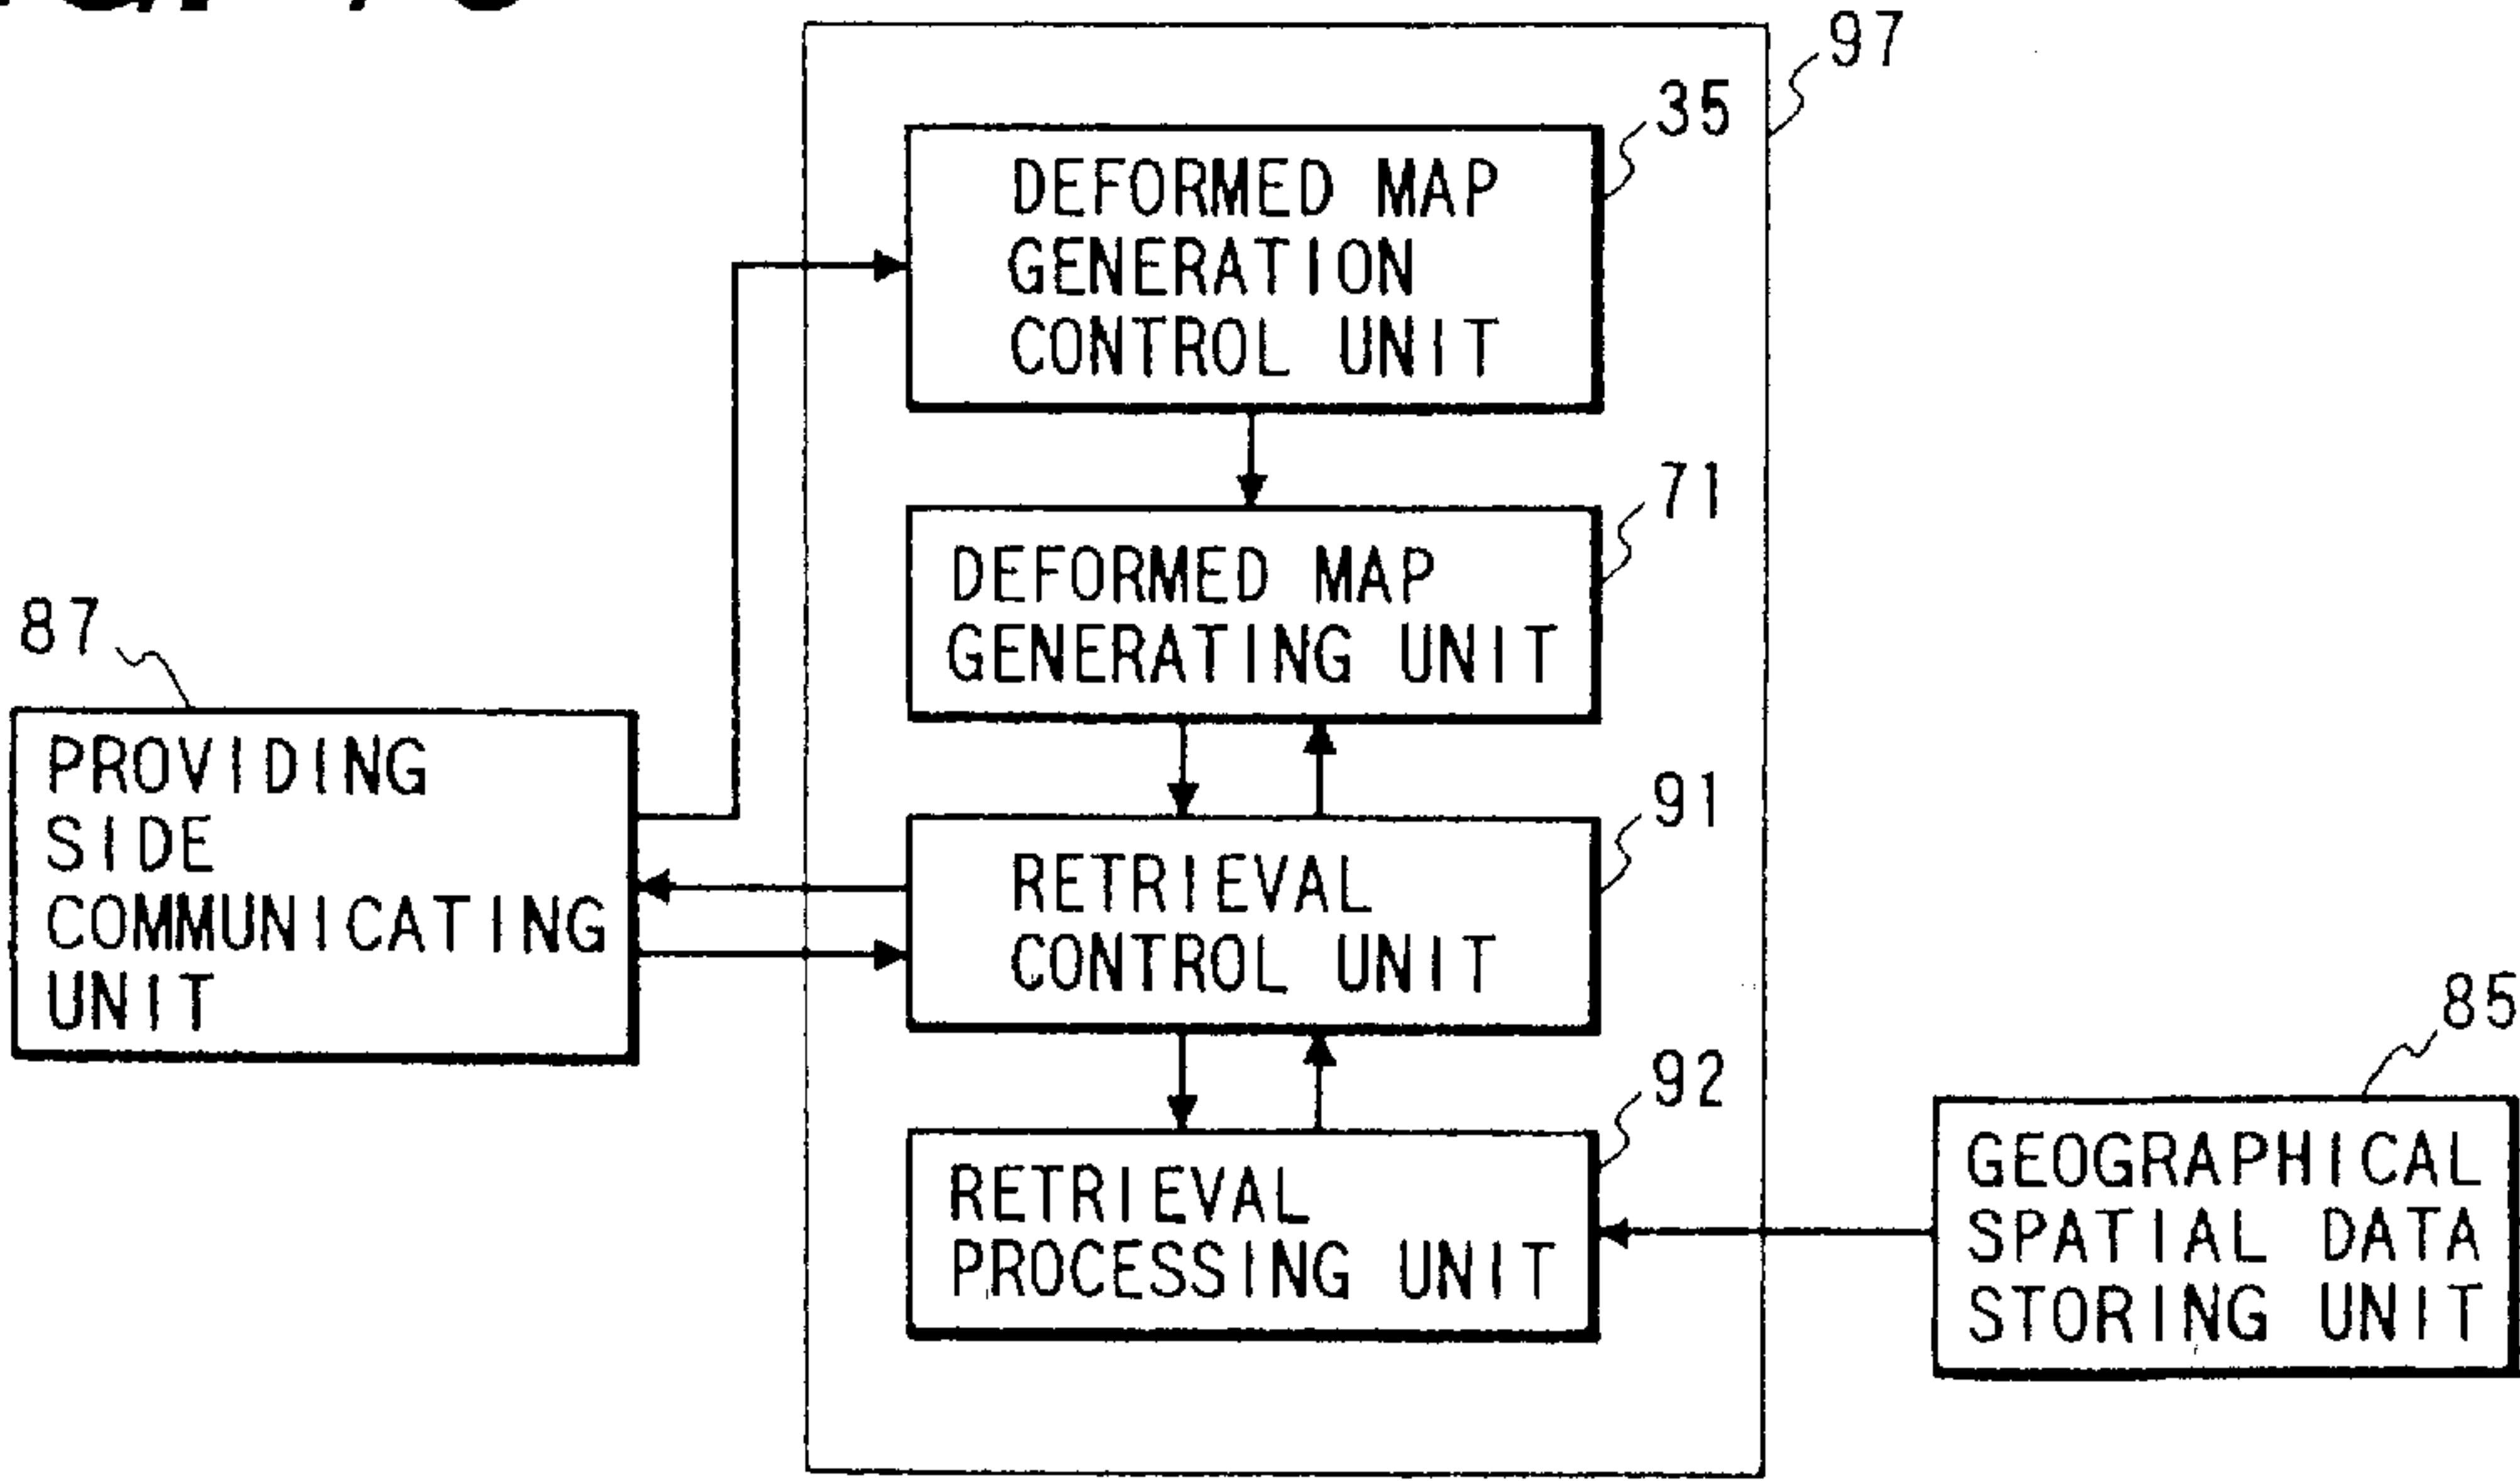 97
35
DEFORMED MAP
GENERATION
CONTROL UNIT
71
DEFORMED MAP
GENERATING UNIT
87
PROVIDING
SIDE
COMMUNICATING
UNIT
91
RETRIEVAL
CONTROL UNIT
92
RETRIEVAL
PROCESSING UNIT
85
GEOGRAPHICAL
SPATIAL DATA
STORING UNIT